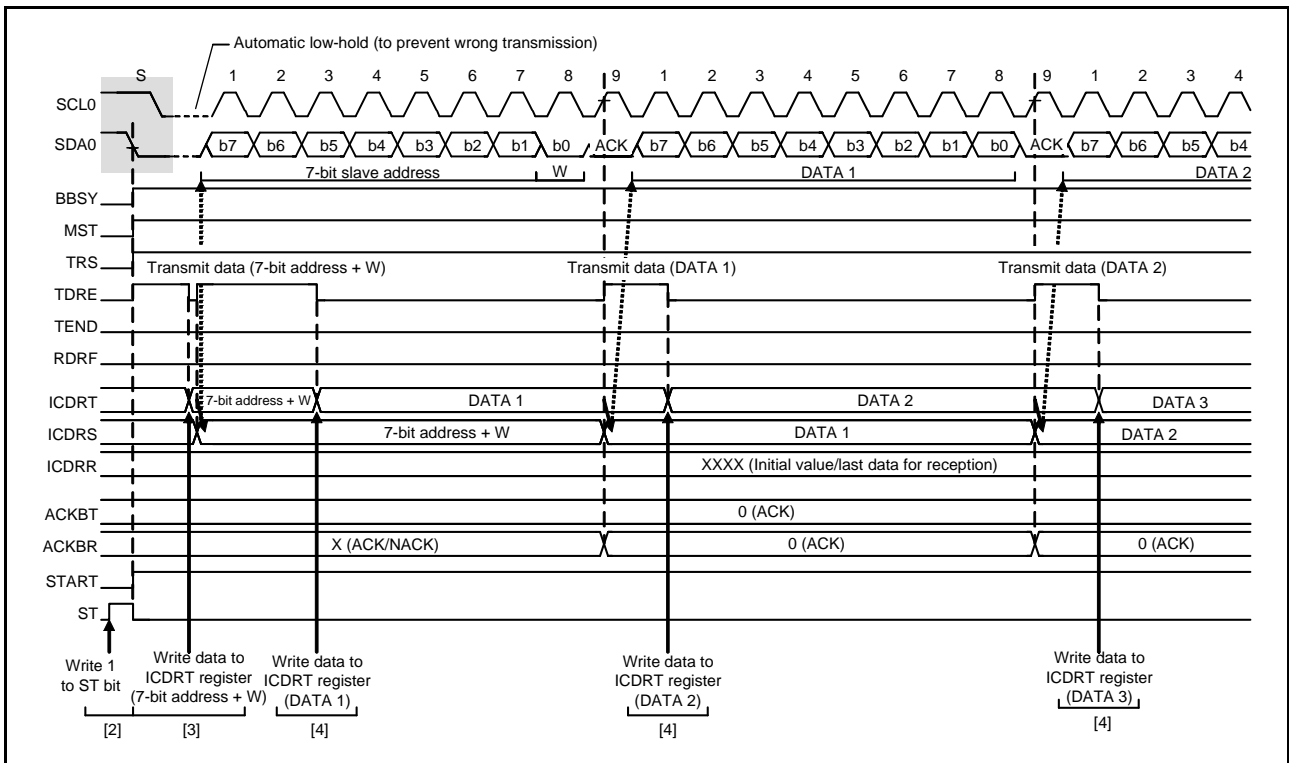 Automatic low-hold (to prevent wrong transmission)
S 1 2 3 4 5 6 7 8 9 1 2 3 4 5 6 7 8 9 1 2 3 4
SCL0
SDA0 b7 b6 b5 b4 b3 b2 b1 b0 ACK b7 b6 b5 b4 b3 b2 b1 b0 ACK b7 b6 b5 b4
7-bit slave address W DATA 1 DATA 2
BBSY
MST
TRS
Transmit data (7-bit address + W) Transmit data (DATA 1) Transmit data (DATA 2)
TDRE
TEND
RDRF
ICDRT 7-bit address + W DATA 1 DATA 2 DATA 3
ICDRS 7-bit address + W DATA 1 DATA 2
ICDRR XXXX (Initial value/last data for reception)
ACKBT 0 (ACK)
ACKBR X (ACK/NACK) 0 (ACK) 0 (ACK)
START
ST
Write 1
to ST bit
Write data to
ICDRT register
(7-bit address + W)
Write data to
ICDRT register
(DATA 1)
Write data to
ICDRT register
(DATA 2)
Write data to
ICDRT register
(DATA 3)
[2] [3] [4] [4] [4]